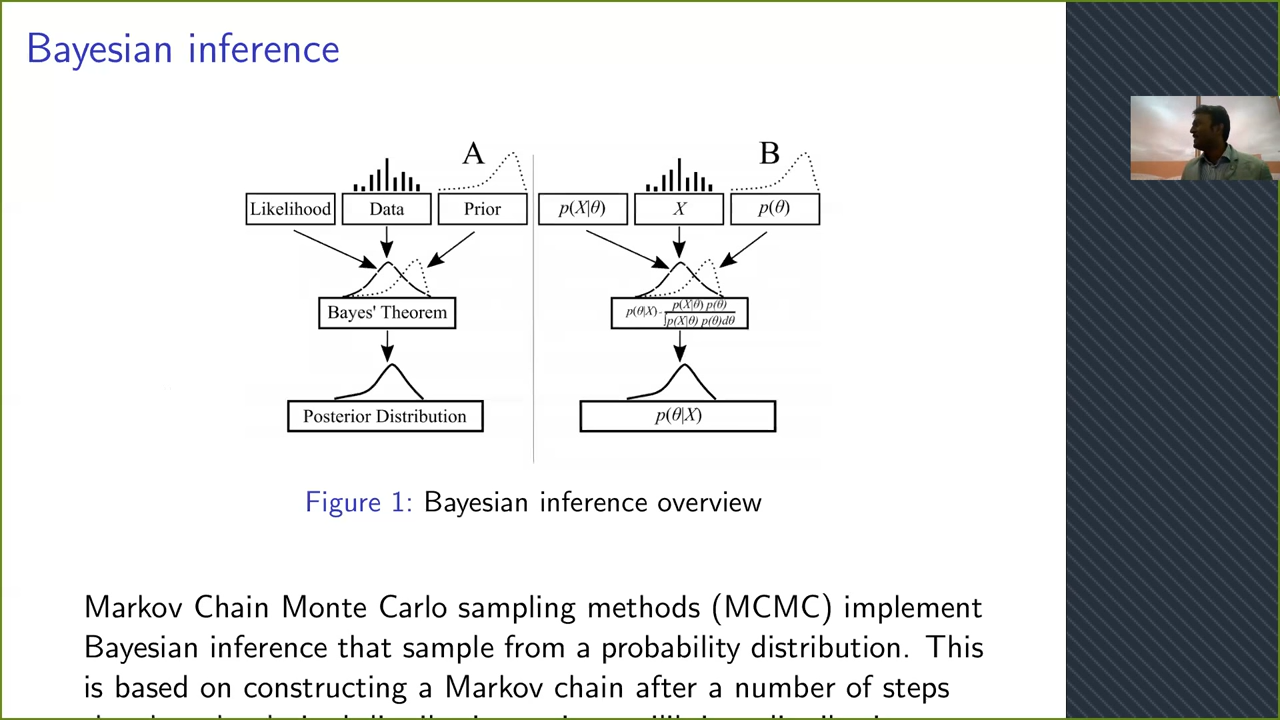 Bayesian inference
A
B
Likelihood
Data
Prior
p(X|θ)
X
p(θ)
Bayes' Theorem
p(θ|X) = p(X|θ) p(θ) / ∫p(X|θ) p(θ)dθ
Posterior Distribution
p(θ|X)
Figure 1: Bayesian inference overview
Markov Chain Monte Carlo sampling methods (MCMC) implement
Bayesian inference that sample from a probability distribution. This
is based on constructing a Markov chain after a number of steps